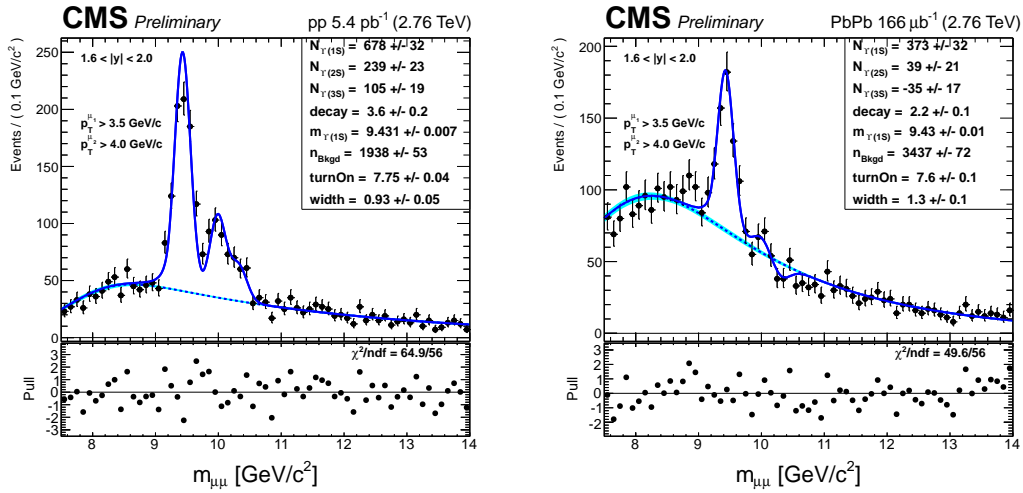 CMS Preliminary pp 5.4 pb⁻¹ (2.76 TeV)
Events / ( 0.1 GeV/c² )
250
200
150
100
50
0
1.6 < |y| < 2.0
p_T^μ₁ > 3.5 GeV/c
p_T^μ₂ > 4.0 GeV/c
N_ϒ(1S) = 678 +/- 32
N_ϒ(2S) = 239 +/- 23
N_ϒ(3S) = 105 +/- 19
decay = 3.6 +/- 0.2
m_ϒ(1S) = 9.431 +/- 0.007
n_Bkgd = 1938 +/- 53
turnOn = 7.75 +/- 0.04
width = 0.93 +/- 0.05
χ²/ndf = 64.9/56
Pull
3
2
1
0
-1
-2
-3
8 9 10 11 12 13 14
m_μμ [GeV/c²]
CMS Preliminary PbPb 166 μb⁻¹ (2.76 TeV)
Events / ( 0.1 GeV/c² )
200
150
100
50
0
1.6 < |y| < 2.0
p_T^μ₁ > 3.5 GeV/c
p_T^μ₂ > 4.0 GeV/c
N_ϒ(1S) = 373 +/- 32
N_ϒ(2S) = 39 +/- 21
N_ϒ(3S) = -35 +/- 17
decay = 2.2 +/- 0.1
m_ϒ(1S) = 9.43 +/- 0.01
n_Bkgd = 3437 +/- 72
turnOn = 7.6 +/- 0.1
width = 1.3 +/- 0.1
χ²/ndf = 49.6/56
Pull
3
2
1
0
-1
-2
8 9 10 11 12 13 14
m_μμ [GeV/c²]